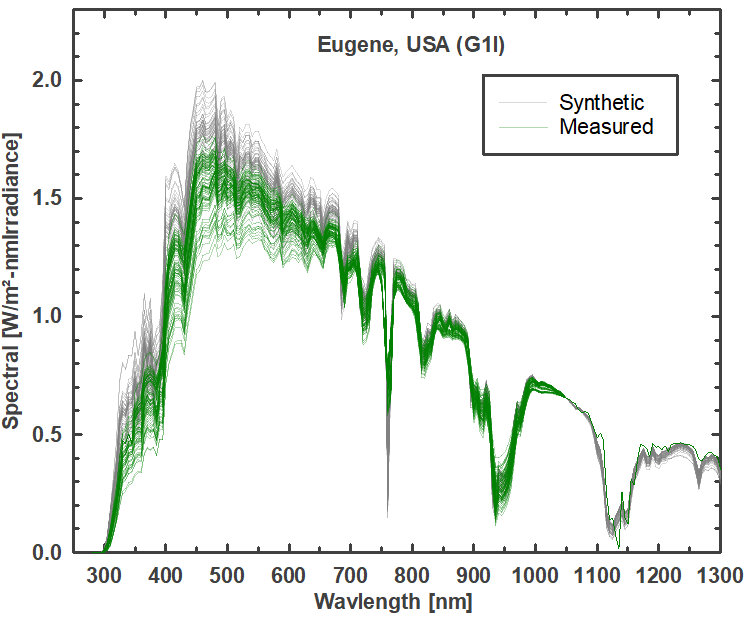 Eugene, USA (G1I)
Synthetic
Measured
Spectral [W/m²-nmIrradiance]
2.0
1.5
1.0
0.5
0.0
300 400 500 600 700 800 900 1000 1100 1200 1300
Wavlength [nm]